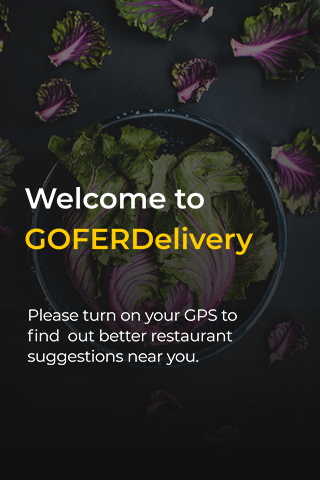 Welcome to
GOFERDelivery
Please turn on your GPS to
find  out better restaurant
suggestions near you.